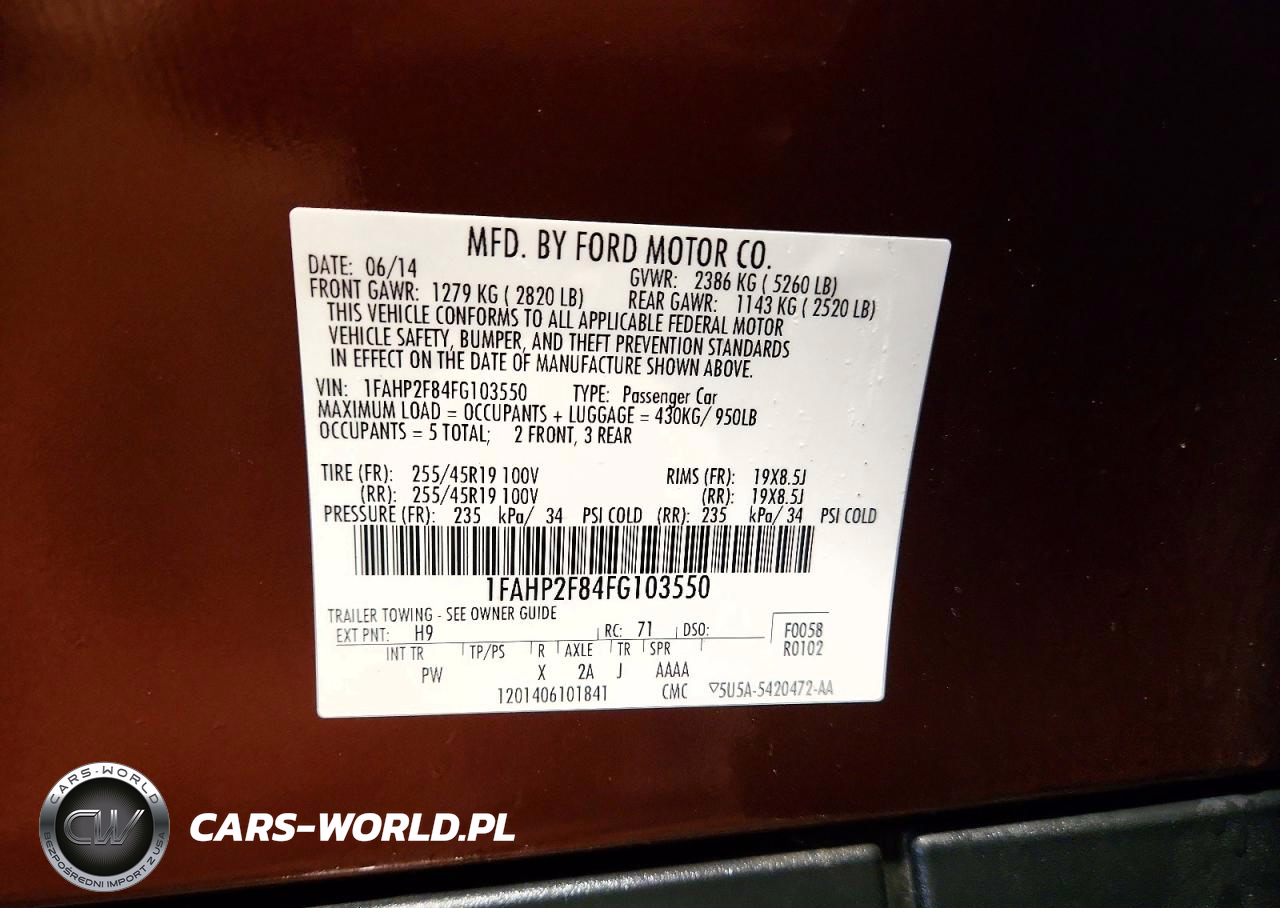 MFD. BY FORD MOTOR CO.
DATE: 06/14 GVWR: 2386 KG ( 5260 LB)
FRONT GAWR: 1279 KG ( 2820 LB) REAR GAWR: 1143 KG ( 2520 LB)
THIS VEHICLE CONFORMS TO ALL APPLICABLE FEDERAL MOTOR
VEHICLE SAFETY, BUMPER, AND THEFT PREVENTION STANDARDS
IN EFFECT ON THE DATE OF MANUFACTURE SHOWN ABOVE.
VIN: 1FAHP2F84FG103550 TYPE: Passenger Car
MAXIMUM LOAD = OCCUPANTS + LUGGAGE = 430KG/ 950LB
OCCUPANTS = 5 TOTAL; 2 FRONT, 3 REAR
TIRE (FR): 255/45R19 100V RIMS (FR): 19X8.5J
(RR): 255/45R19 100V (RR): 19X8.5J
PRESSURE (FR): 235 kPa/ 34 PSI COLD (RR): 235 kPa/ 34 PSI COLD
1FAHP2F84FG103550
TRAILER TOWING - SEE OWNER GUIDE
EXT PNT: H9 RC: 71 DSO: F0058
R0102
INT TR TP/PS R AXLE TR SPR
PW X 2A J AAAA
1201406101841 CMC ▽5U5A-5420472-AA
CARS-WORLD
CW
BEZPOŚREDNI IMPORT Z USA
CARS-WORLD.PL